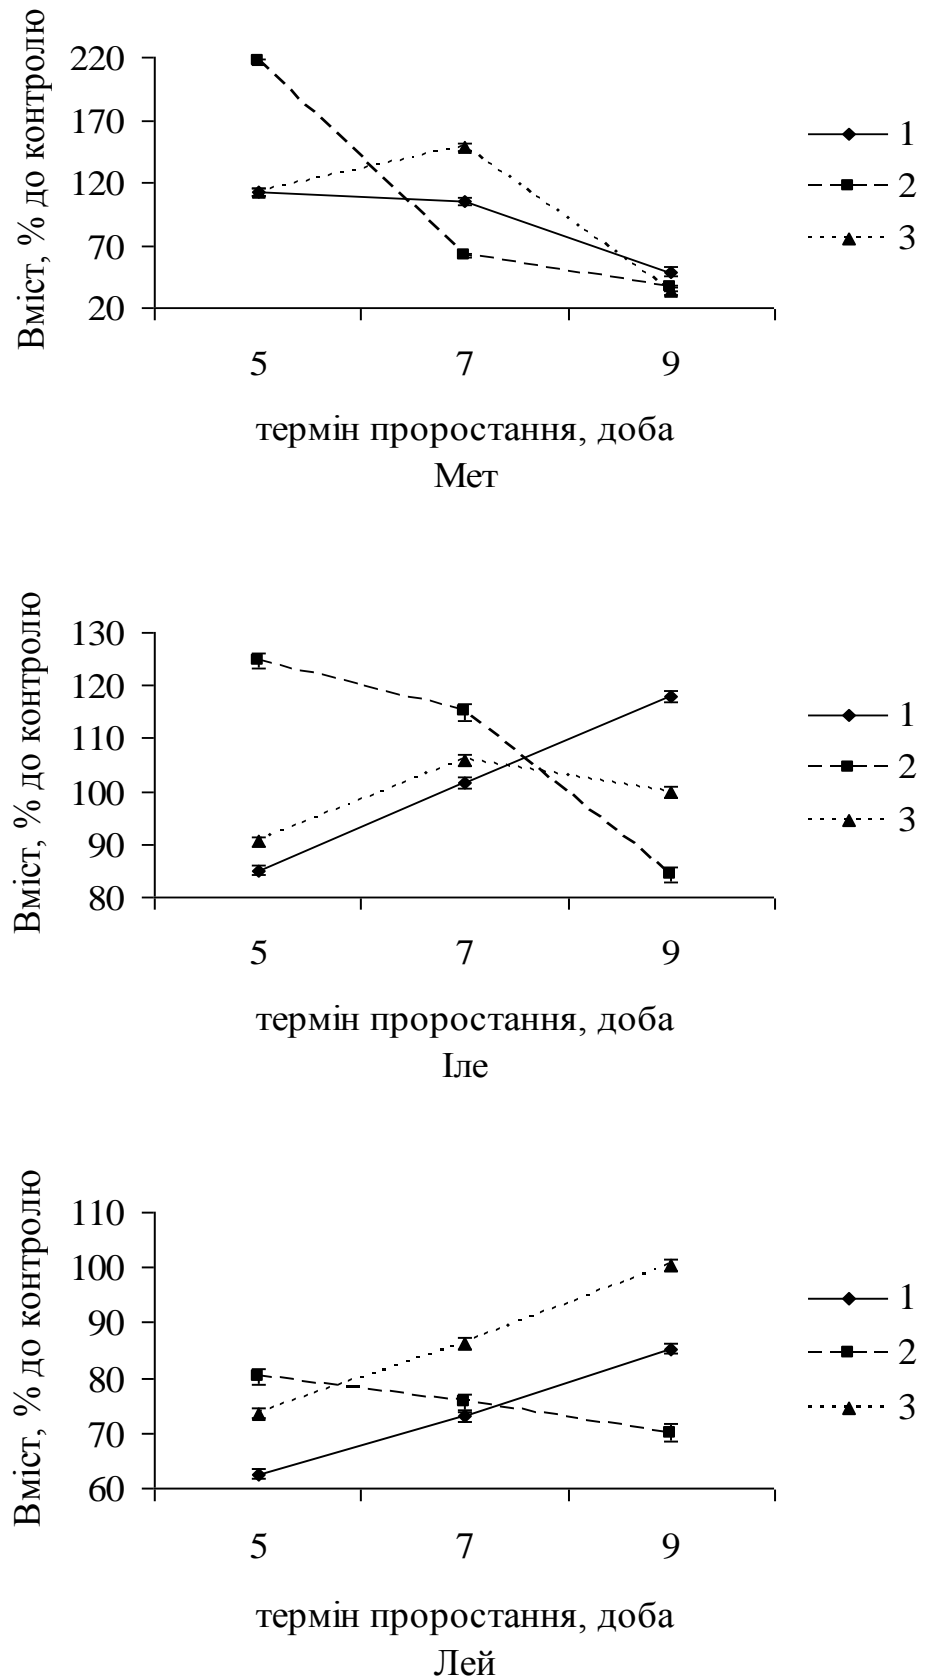 Вміст, % до контролю
220
170
120
70
20
5 7 9
термін проростання, доба
Мет
1
2
3
Вміст, % до контролю
130
120
110
100
90
80
5 7 9
термін проростання, доба
Іле
1
2
3
Вміст, % до контролю
110
100
90
80
70
60
5 7 9
термін проростання, доба
Лей
1
2
3